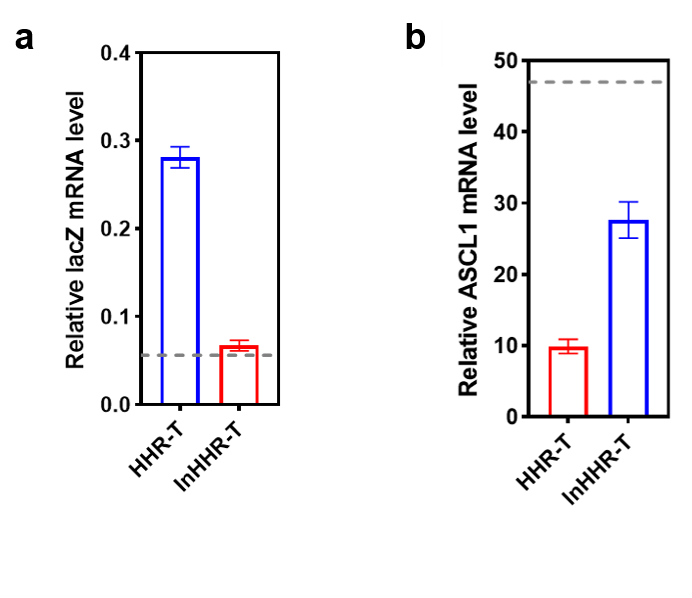 a
Relative lacZ mRNA level
0.4
0.3
0.2
0.1
0.0
HHR-T
InHHR-T
b
Relative ASCL1 mRNA level
50
40
30
20
10
0
HHR-T
InHHR-T